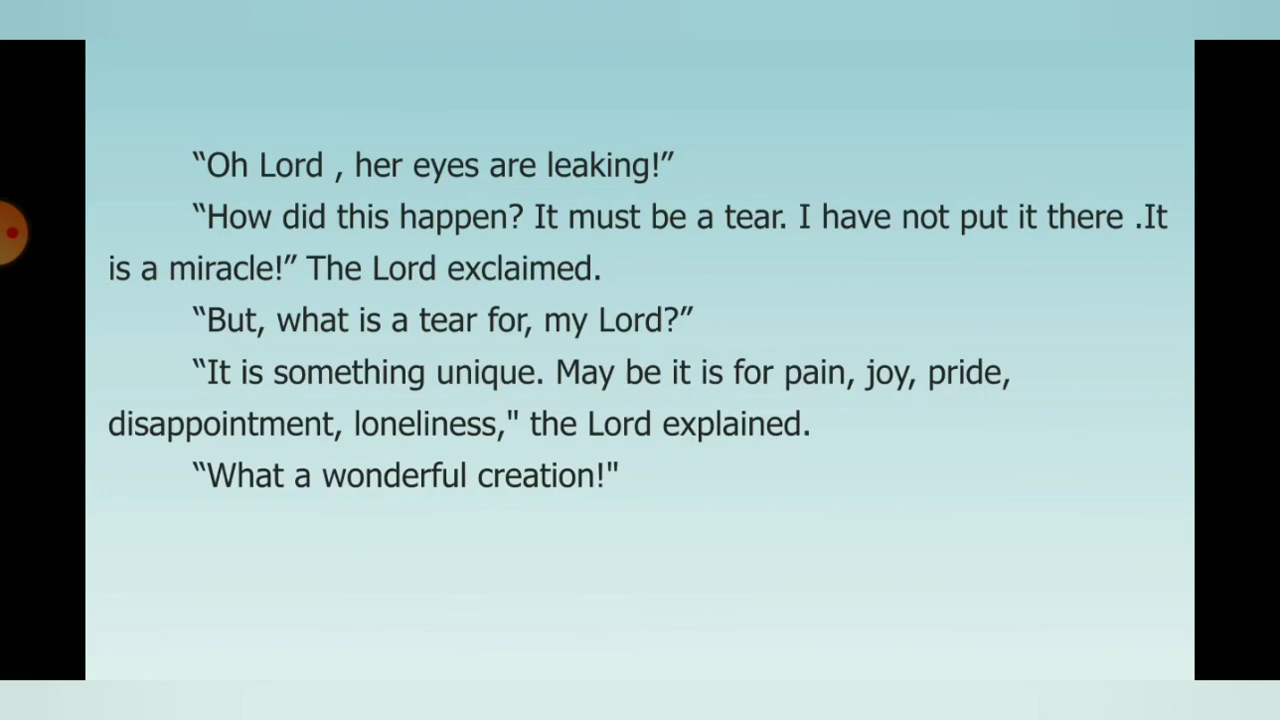 “Oh Lord , her eyes are leaking!”
“How did this happen? It must be a tear. I have not put it there .It
is a miracle!” The Lord exclaimed.
“But, what is a tear for, my Lord?”
“It is something unique. May be it is for pain, joy, pride,
disappointment, loneliness," the Lord explained.
“What a wonderful creation!"